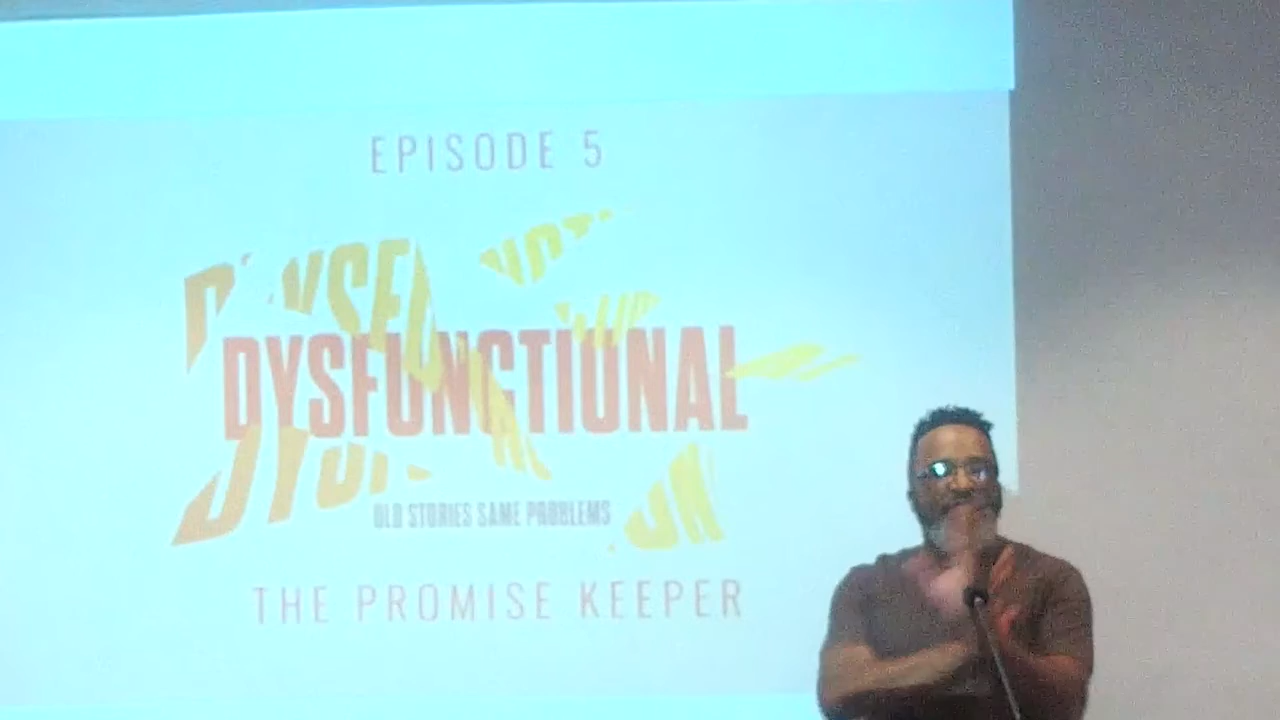 EPISODE 5
DYSFUNCTIONAL
OLD STORIES SAME PROBLEMS
THE PROMISE KEEPER